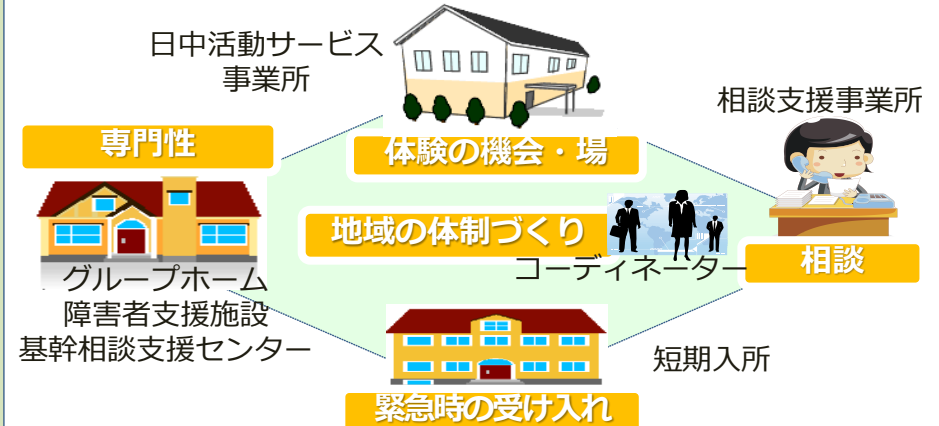 日中活動サービス
事業所
相談支援事業所
専門性
体験の機会・場
地域の体制づくり
コーディネーター
相談
グループホーム
障害者支援施設
基幹相談支援センター
短期入所
緊急時の受け入れ